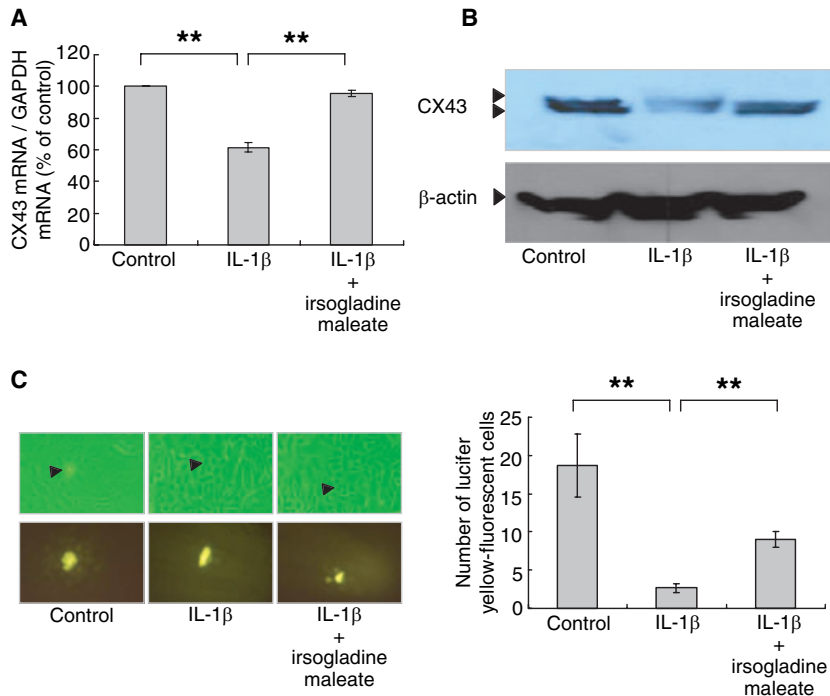 A
CX43 mRNA / GAPDH
mRNA (% of control)
120
100
80
60
40
20
0
**
**
Control
IL-1β
IL-1β
+
irsogladine
maleate
B
CX43
β-actin
Control
IL-1β
IL-1β
+
irsogladine
maleate
C
Control
IL-1β
IL-1β
+
irsogladine
maleate
Number of lucifer
yellow-fluorescent cells
25
20
15
10
5
0
**
**
Control
IL-1β
IL-1β
+
irsogladine
maleate